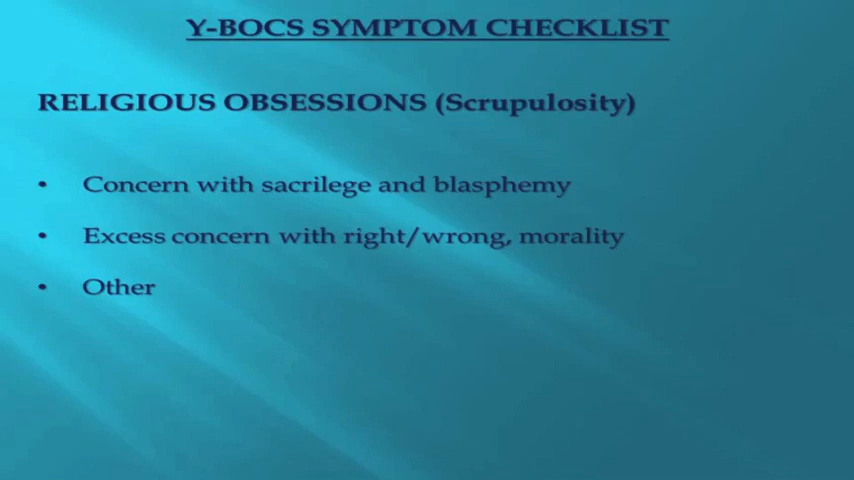 Y-BOCS SYMPTOM CHECKLIST
RELIGIOUS OBSESSIONS (Scrupulosity)
• Concern with sacrilege and blasphemy
• Excess concern with right/wrong, morality
• Other